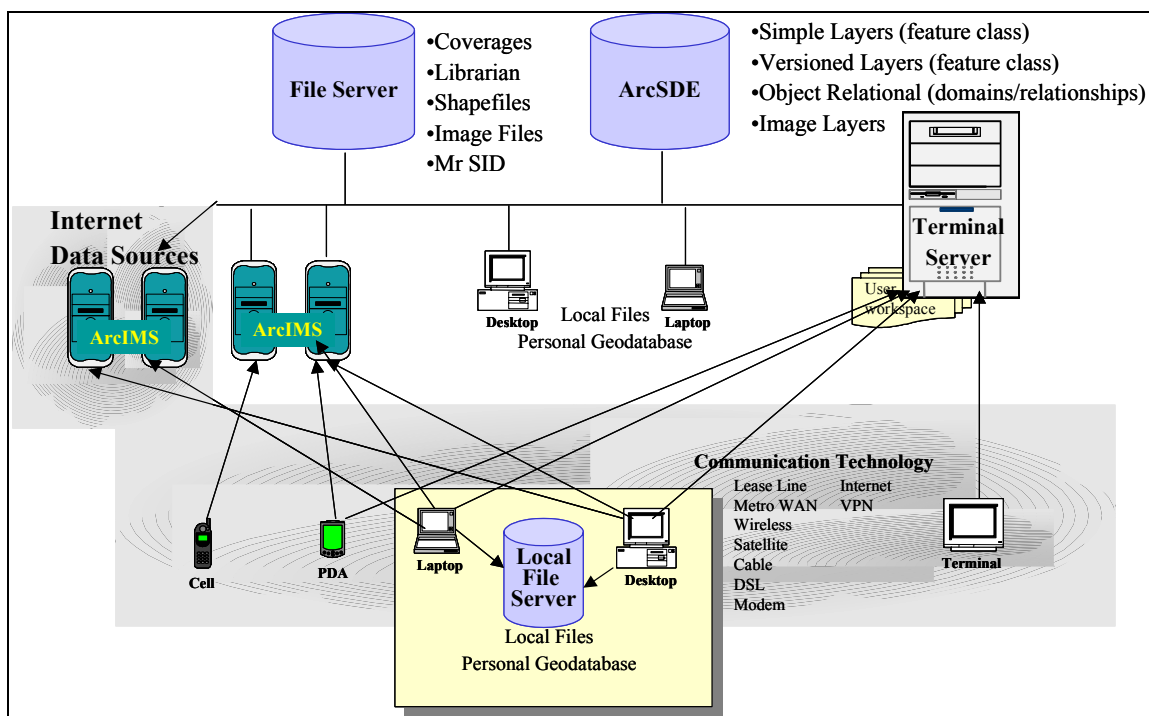 File Server
•Coverages
•Librarian
•Shapefiles
•Image Files
•Mr SID
ArcSDE
•Simple Layers (feature class)
•Versioned Layers (feature class)
•Object Relational (domains/relationships)
•Image Layers
Internet
Data Sources
ArcIMS
ArcIMS
Desktop
Local Files
Personal Geodatabase
Laptop
Terminal
Server
User
workspace
Communication Technology
Lease Line
Metro WAN
Wireless
Satellite
Cable
DSL
Modem
Internet
VPN
Cell
PDA
Laptop
Local
File
Server
Desktop
Local Files
Personal Geodatabase
Terminal